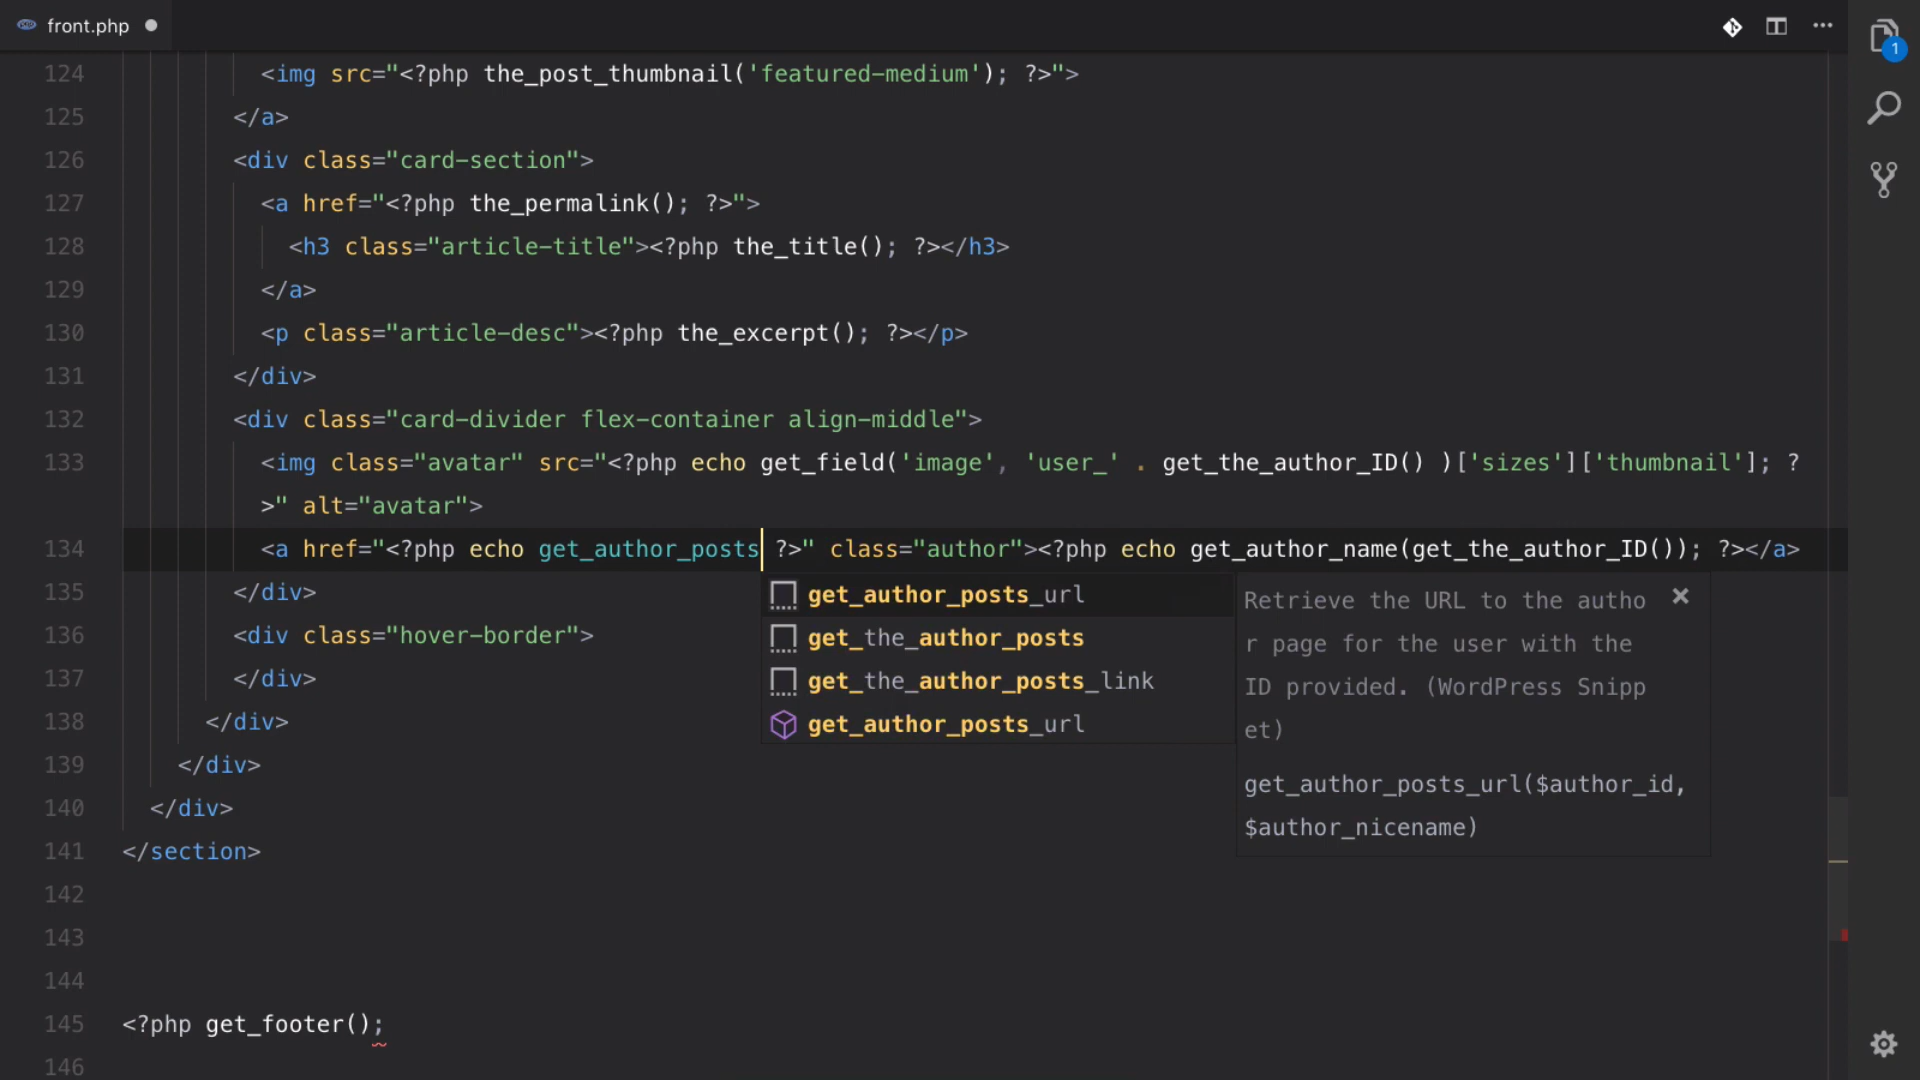 front.php
1
124 <img src="<?php the_post_thumbnail('featured-medium'); ?>">
125 </a>
126 <div class="card-section">
127 <a href="<?php the_permalink(); ?>">
128 <h3 class="article-title"><?php the_title(); ?></h3>
129 </a>
130 <p class="article-desc"><?php the_excerpt(); ?></p>
131 </div>
132 <div class="card-divider flex-container align-middle">
133 <img class="avatar" src="<?php echo get_field('image', 'user_' . get_the_author_ID() )['sizes']['thumbnail']; ?
>" alt="avatar">
134 <a href="<?php echo get_author_posts ?>" class="author"><?php echo get_author_name(get_the_author_ID()); ?></a>
135 </div>
136 <div class="hover-border">
137 </div>
138 </div>
139 </div>
140 </div>
141 </section>
142
143
144
145 <?php get_footer();
146
get_author_posts_url
get_the_author_posts
get_the_author_posts_link
get_author_posts_url
Retrieve the URL to the autho
r page for the user with the
ID provided. (WordPress Snipp
et)
get_author_posts_url($author_id,
$author_nicename)